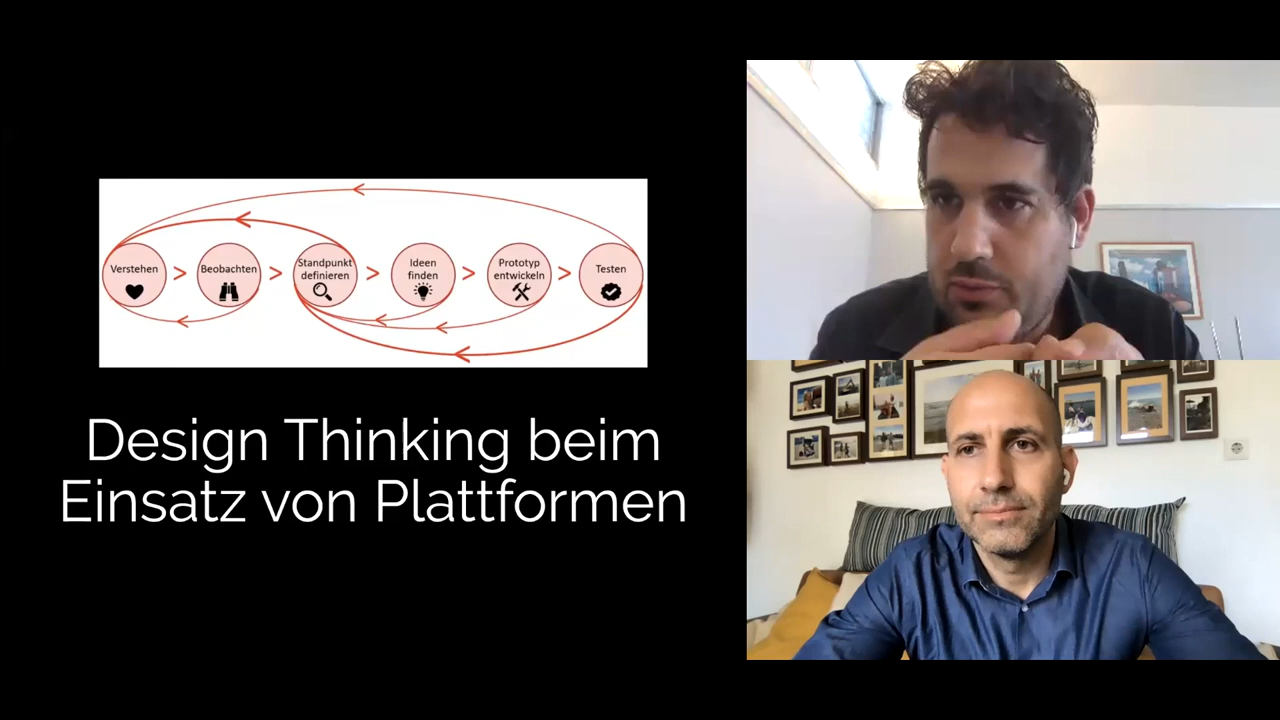 Verstehen
Beobachten
Standpunkt
definieren
Ideen
finden
Prototyp
entwickeln
Testen
Design Thinking beim
Einsatz von Plattformen